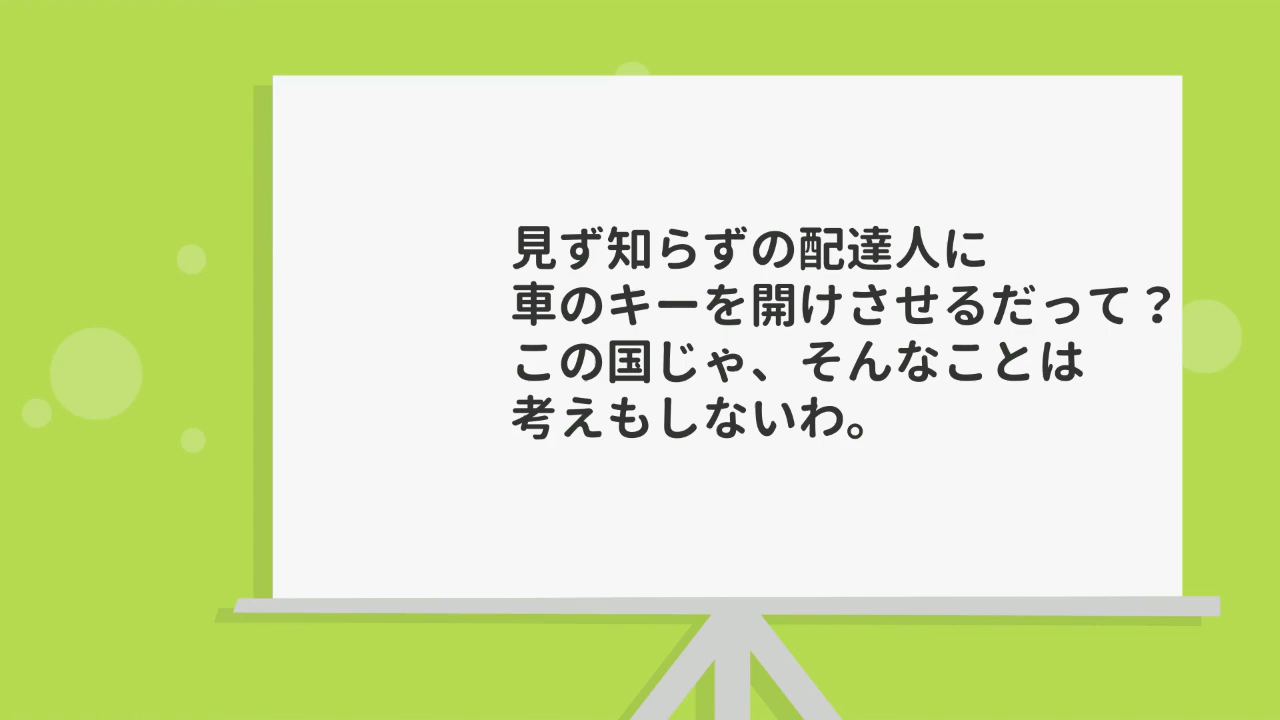 見ず知らずの配達人に
車のキーを開けさせるだって？
この国じゃ、そんなことは
考えもしないわ。